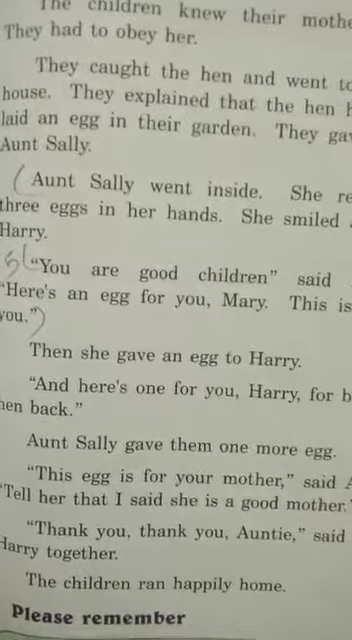 The children knew their
They had to obey her.
They caught the hen and went
house. They explained that the hen
laid an egg in their garden. They
Aunt Sally.
Aunt Sally went inside. She
three eggs in her hands. She smiled
Harry.
“You are good children” said
“Here's an egg for you, Mary. This is
you.”
Then she gave an egg to Harry.
“And here's one for you, Harry, for
back.”
Aunt Sally gave them one more egg.
“This egg is for your mother,” said
“Tell her that I said she is a good mother.”
“Thank you, thank you, Auntie,” said
Harry together.
The children ran happily home.
Please remember